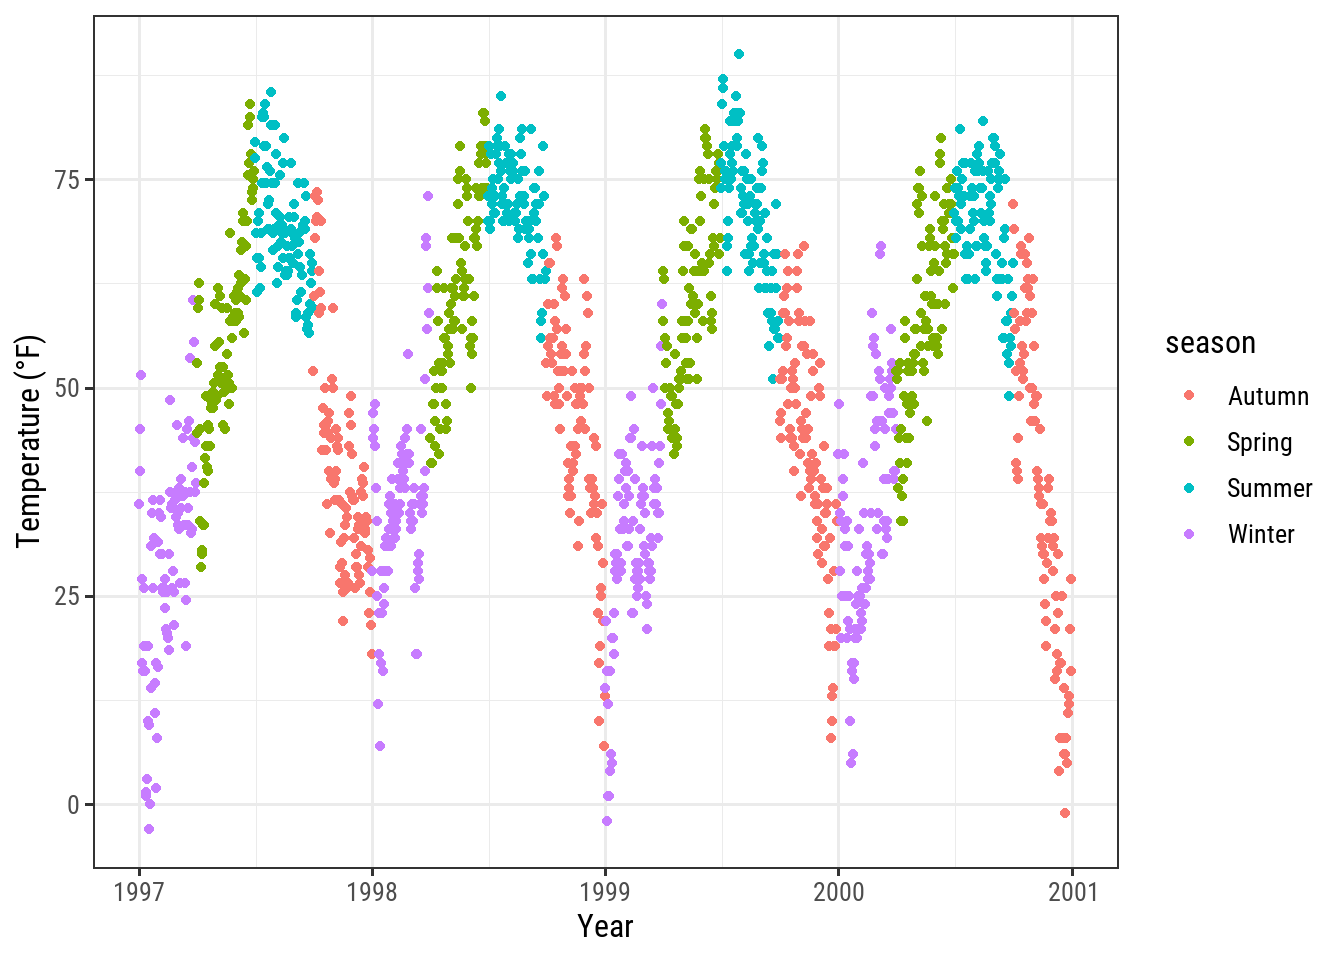 Temperature (°F)
75
50
25
0
1997 1998 1999 2000 2001
Year
season
Autumn
Spring
Summer
Winter